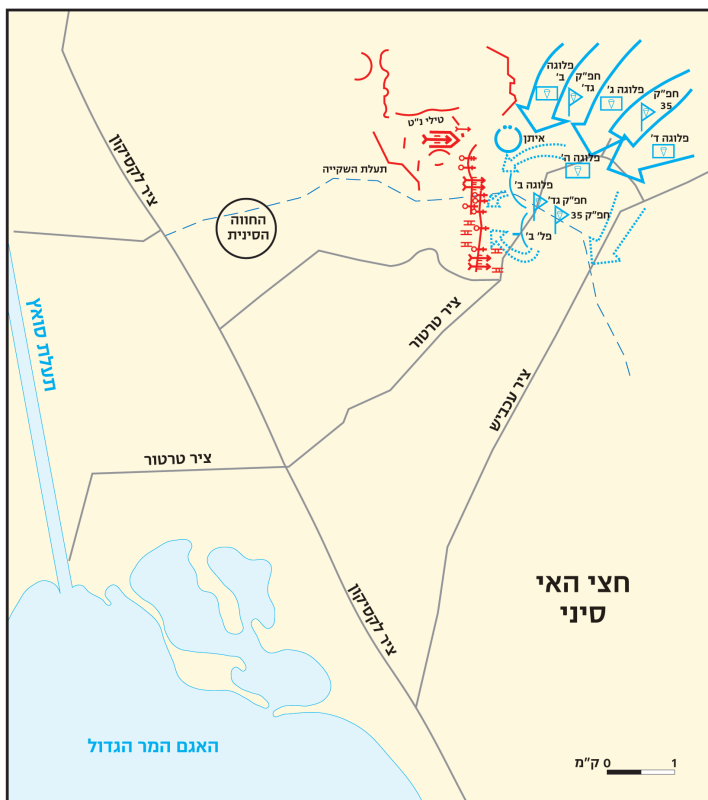 פלוגה
ב'
חפ"ק
גד'
פלוגה ג'
חפ"ק
35
פלוגה ד'
טילי נ"ט
איתן
פלוגה ה'
תעלת השקייה
פלוגה ב'
חפ"ק גד'
חפ"ק 35
פל' ב'
ציר לקסיקון
החווה
הסינית
תעלת סואץ
ציר טרטור
ציר עכביש
ציר טרטור
חצי האי
סיני
ציר לקסיקון
האגם המר הגדול
ק"מ 0 1